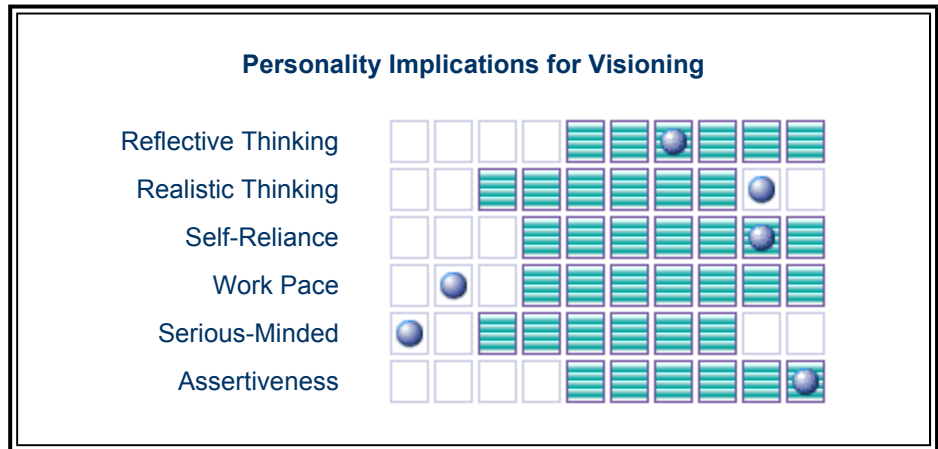 Personality Implications for Visioning
Reflective Thinking
Realistic Thinking
Self-Reliance
Work Pace
Serious-Minded
Assertiveness